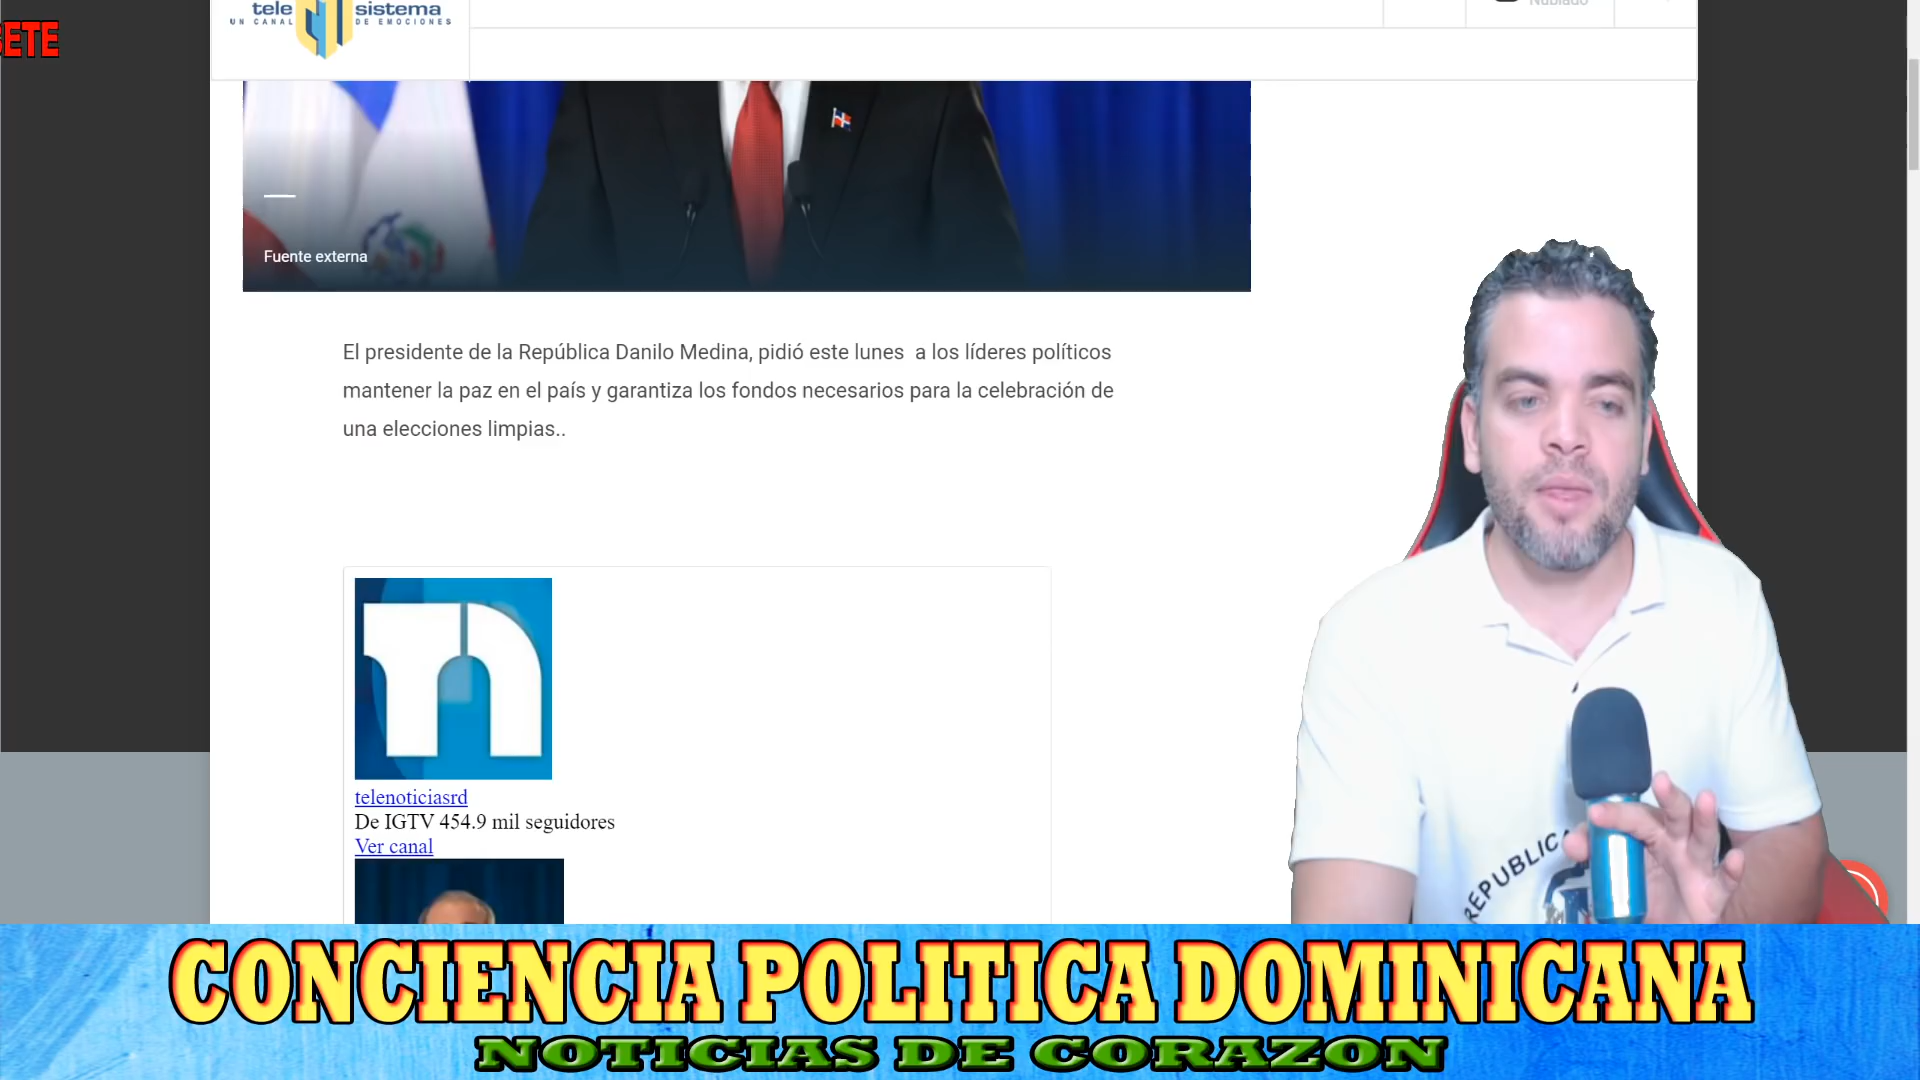 ETE
tele sistema
UN CANAL DE EMOCIONES
Nublado
Fuente externa
El presidente de la República Danilo Medina, pidió este lunes  a los líderes políticos
mantener la paz en el país y garantiza los fondos necesarios para la celebración de
una elecciones limpias..
telenoticiasrd
De IGTV 454.9 mil seguidores
Ver canal
REPUBLICA
CONCIENCIA POLITICA DOMINICANA
NOTICIAS DE CORAZON